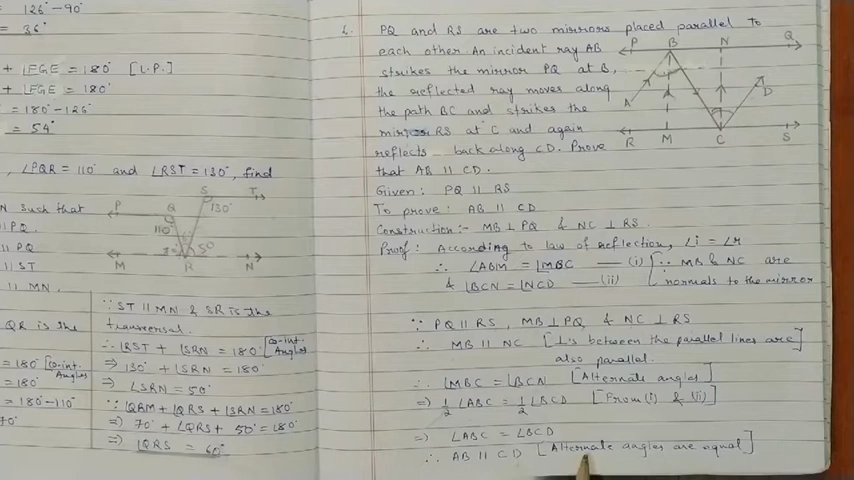 = 126° - 90°
= 36°
+ ∠FGE = 180° [L.P.]
+ ∠FGE = 180°
= 180° - 126°
= 54°
, ∠PQR = 110° and ∠RST = 130°, find
N such that
|| PQ.
|| PQ
|| ST
|| MN.
P Q S T
110° 130°
70° 50°
M R N
QR is the
= 180° [co-int. Angles
= 180°
= 180° - 110°
70°
∵ ST || MN & SR is the
transversal.
∴ ∠RST + ∠SRN = 180° [co-int. Angles]
⇒ 130° + ∠SRN = 180°
⇒ ∠SRN = 50°
∵ ∠QRM + ∠QRS + ∠SRN = 180°
⇒ 70° + ∠QRS + 50° = 180°
⇒ ∠QRS = 60°
4. PQ and RS are two mirrors placed parallel to
each other. An incident ray AB
strikes the mirror PQ at B,
the reflected ray moves along
the path BC and strikes the
mirror RS at C and again
reflects back along CD. Prove
that AB || CD.
P B N Q
A D
R M C S
Given: PQ || RS
To prove: AB || CD
Construction:- MB ⊥ PQ & NC ⊥ RS.
Proof: According to law of reflection, ∠i = ∠r
∴ ∠ABM = ∠MBC —(i) [∵ MB & NC are
& ∠BCN = ∠NCD —(ii) normals to the mirror
∵ PQ || RS, MB ⊥ PQ & NC ⊥ RS
∴ MB || NC [⊥'s between the parallel lines are
also parallel.]
∴ ∠MBC = ∠BCN [Alternate angles]
⇒ 1/2 ∠ABC = 1/2 ∠BCD [From (i) & (ii)]
⇒ ∠ABC = ∠BCD
∴ AB || CD [Alternate angles are equal]